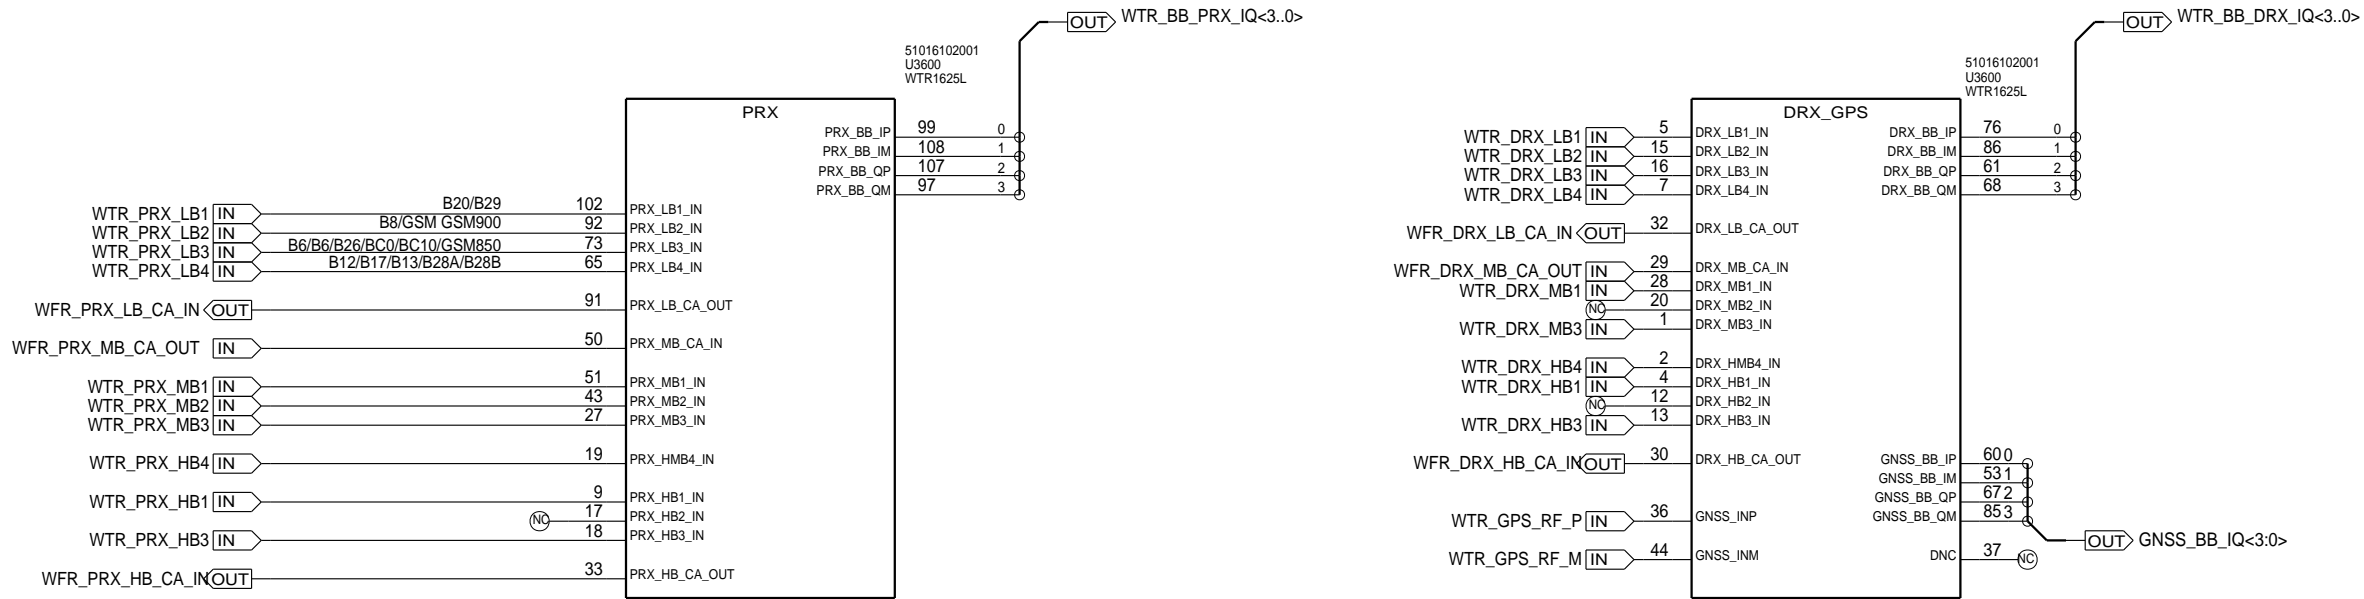 OUT WTR_BB_PRX_IQ<3..0>
51016102001
U3600
WTR1625L
PRX
PRX_BB_IP 99 0
PRX_BB_IM 108 1
PRX_BB_QP 107 2
PRX_BB_QM 97 3
WTR_PRX_LB1 IN B20/B29 102 PRX_LB1_IN
WTR_PRX_LB2 IN B8/GSM GSM900 92 PRX_LB2_IN
WTR_PRX_LB3 IN B6/B6/B26/BC0/BC10/GSM850 73 PRX_LB3_IN
WTR_PRX_LB4 IN B12/B17/B13/B28A/B28B 65 PRX_LB4_IN
WFR_PRX_LB_CA_IN OUT 91 PRX_LB_CA_OUT
WFR_PRX_MB_CA_OUT IN 50 PRX_MB_CA_IN
WTR_PRX_MB1 IN 51 PRX_MB1_IN
WTR_PRX_MB2 IN 43 PRX_MB2_IN
WTR_PRX_MB3 IN 27 PRX_MB3_IN
WTR_PRX_HB4 IN 19 PRX_HMB4_IN
WTR_PRX_HB1 IN 9 PRX_HB1_IN
NC 17 PRX_HB2_IN
WTR_PRX_HB3 IN 18 PRX_HB3_IN
WFR_PRX_HB_CA_IN OUT 33 PRX_HB_CA_OUT
OUT WTR_BB_DRX_IQ<3..0>
51016102001
U3600
WTR1625L
DRX_GPS
WTR_DRX_LB1 IN 5 DRX_LB1_IN DRX_BB_IP 76 0
WTR_DRX_LB2 IN 15 DRX_LB2_IN DRX_BB_IM 86 1
WTR_DRX_LB3 IN 16 DRX_LB3_IN DRX_BB_QP 61 2
WTR_DRX_LB4 IN 7 DRX_LB4_IN DRX_BB_QM 68 3
WFR_DRX_LB_CA_IN OUT 32 DRX_LB_CA_OUT
WFR_DRX_MB_CA_OUT IN 29 DRX_MB_CA_IN
WTR_DRX_MB1 IN 28 DRX_MB1_IN
NC 20 DRX_MB2_IN
WTR_DRX_MB3 IN 1 DRX_MB3_IN
WTR_DRX_HB4 IN 2 DRX_HMB4_IN
WTR_DRX_HB1 IN 4 DRX_HB1_IN
NC 12 DRX_HB2_IN
WTR_DRX_HB3 IN 13 DRX_HB3_IN
WFR_DRX_HB_CA_IN OUT 30 DRX_HB_CA_OUT GNSS_BB_IP 60 0
GNSS_BB_IM 53 1
GNSS_BB_QP 67 2
WTR_GPS_RF_P IN 36 GNSS_INP GNSS_BB_QM 85 3
OUT GNSS_BB_IQ<3:0>
WTR_GPS_RF_M IN 44 GNSS_INM DNC 37 NC